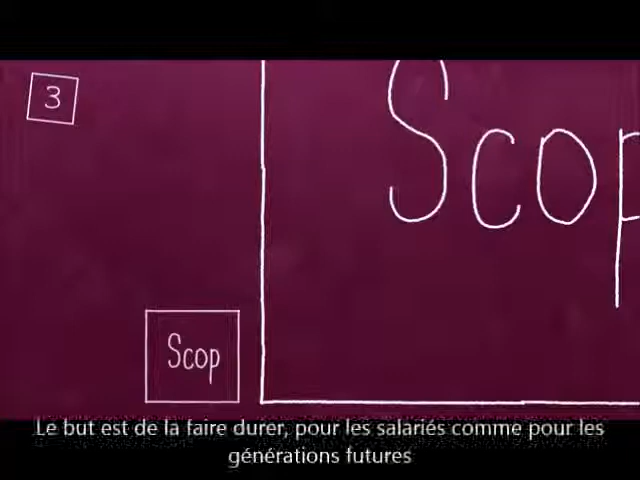 3
Scop
Scop
Le but est de la faire durer, pour les salariés comme pour les
générations futures